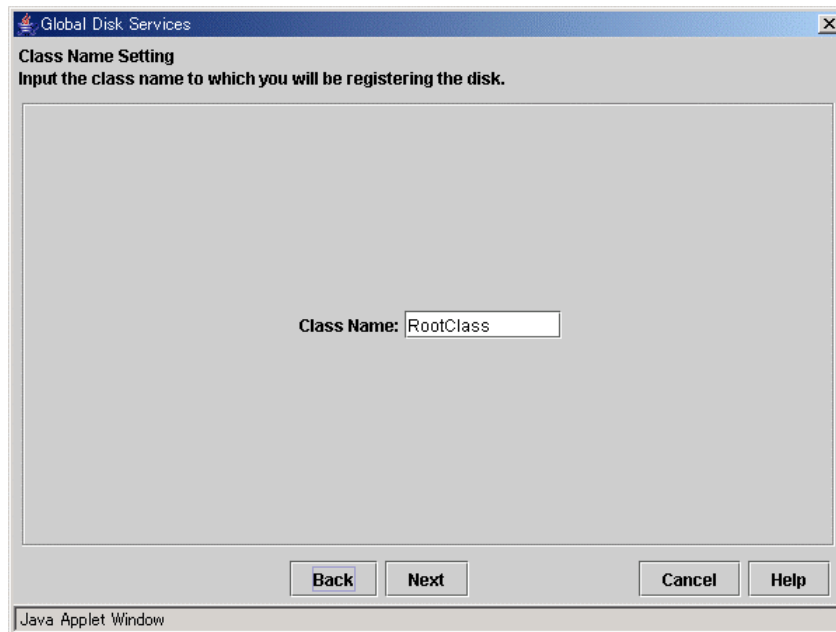 Global Disk Services
Class Name Setting
Input the class name to which you will be registering the disk.
Class Name: RootClass
Back Next Cancel Help
Java Applet Window